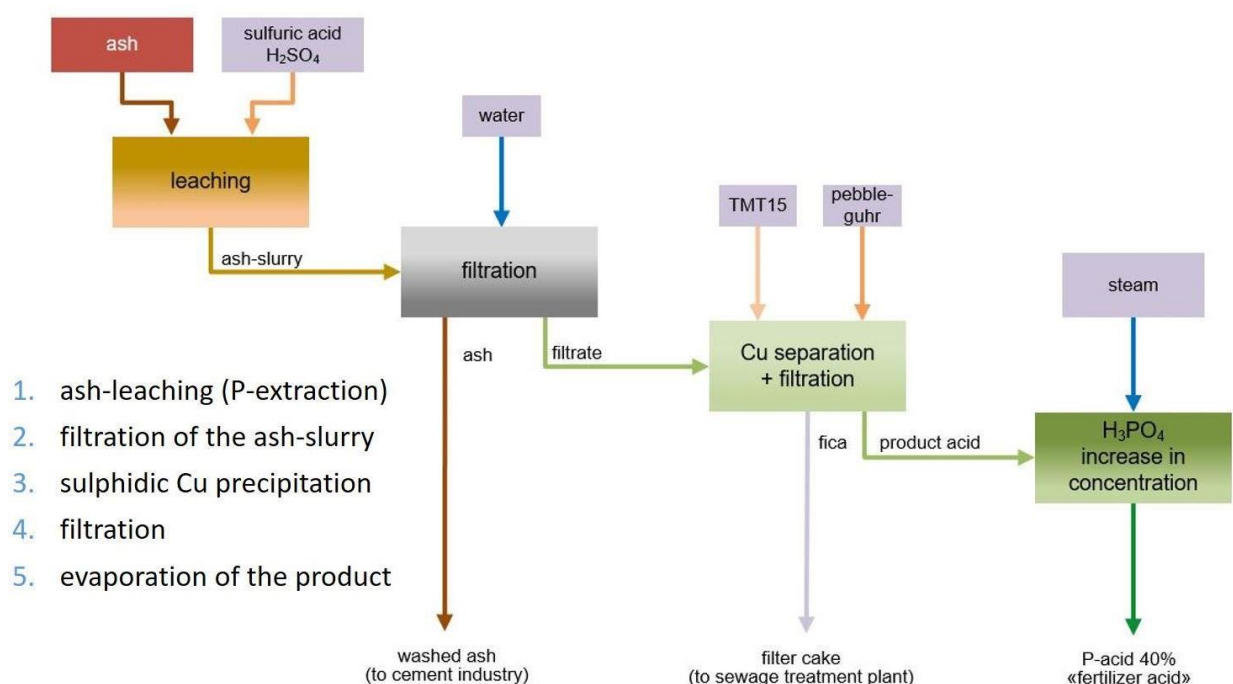 ash
sulfuric acid
H₂SO₄
leaching
water
ash-slurry
filtration
TMT15
pebble-
guhr
steam
ash
filtrate
Cu separation
+ filtration
fica
product acid
H₃PO₄
increase in
concentration
1. ash-leaching (P-extraction)
2. filtration of the ash-slurry
3. sulphidic Cu precipitation
4. filtration
5. evaporation of the product
washed ash
(to cement industry)
filter cake
(to sewage treatment plant)
P-acid 40%
«fertilizer acid»